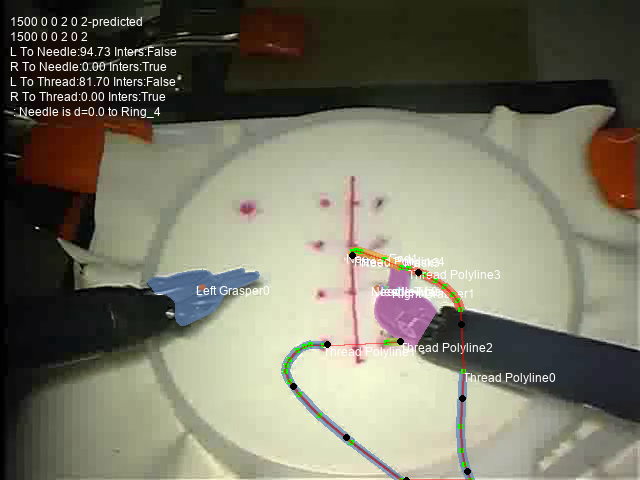 1500 0 0 2 0 2-predicted
1500 0 0 2 0 2
L To Needle:94.73 Inters:False
R To Needle:0.00 Inters:True
L To Thread:81.70 Inters:False
R To Thread:0.00 Inters:True
: Needle is d=0.0 to Ring_4
Thread Polyline3
Left Grasper0
Thread Polyline2
Thread Polyline0